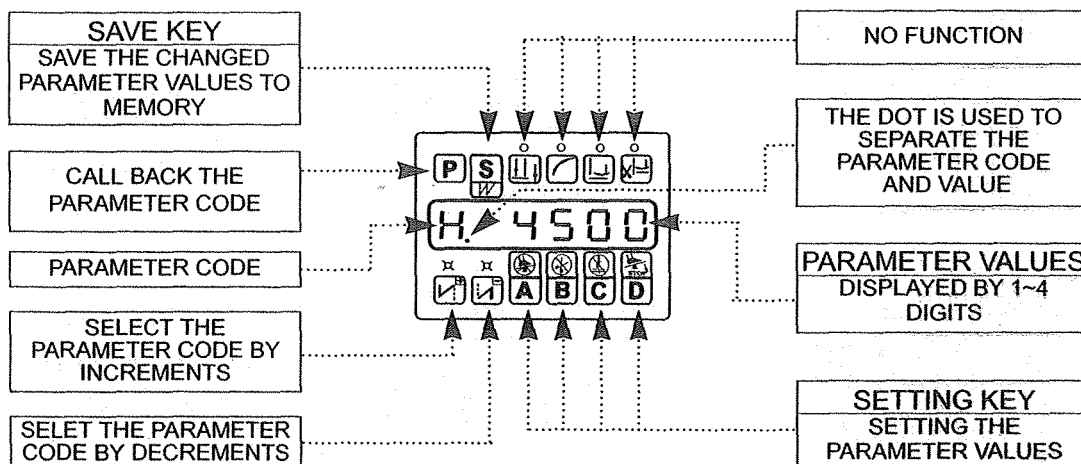 SAVE KEY
SAVE THE CHANGED
PARAMETER VALUES TO
MEMORY
CALL BACK THE
PARAMETER CODE
PARAMETER CODE
SELECT THE
PARAMETER CODE BY
INCREMENTS
SELET THE PARAMETER
CODE BY DECREMENTS
P S
W
H. 4500
A B C D
NO FUNCTION
THE DOT IS USED TO
SEPARATE THE
PARAMETER CODE
AND VALUE
PARAMETER VALUES
DISPLAYED BY 1~4
DIGITS
SETTING KEY
SETTING THE
PARAMETER VALUES